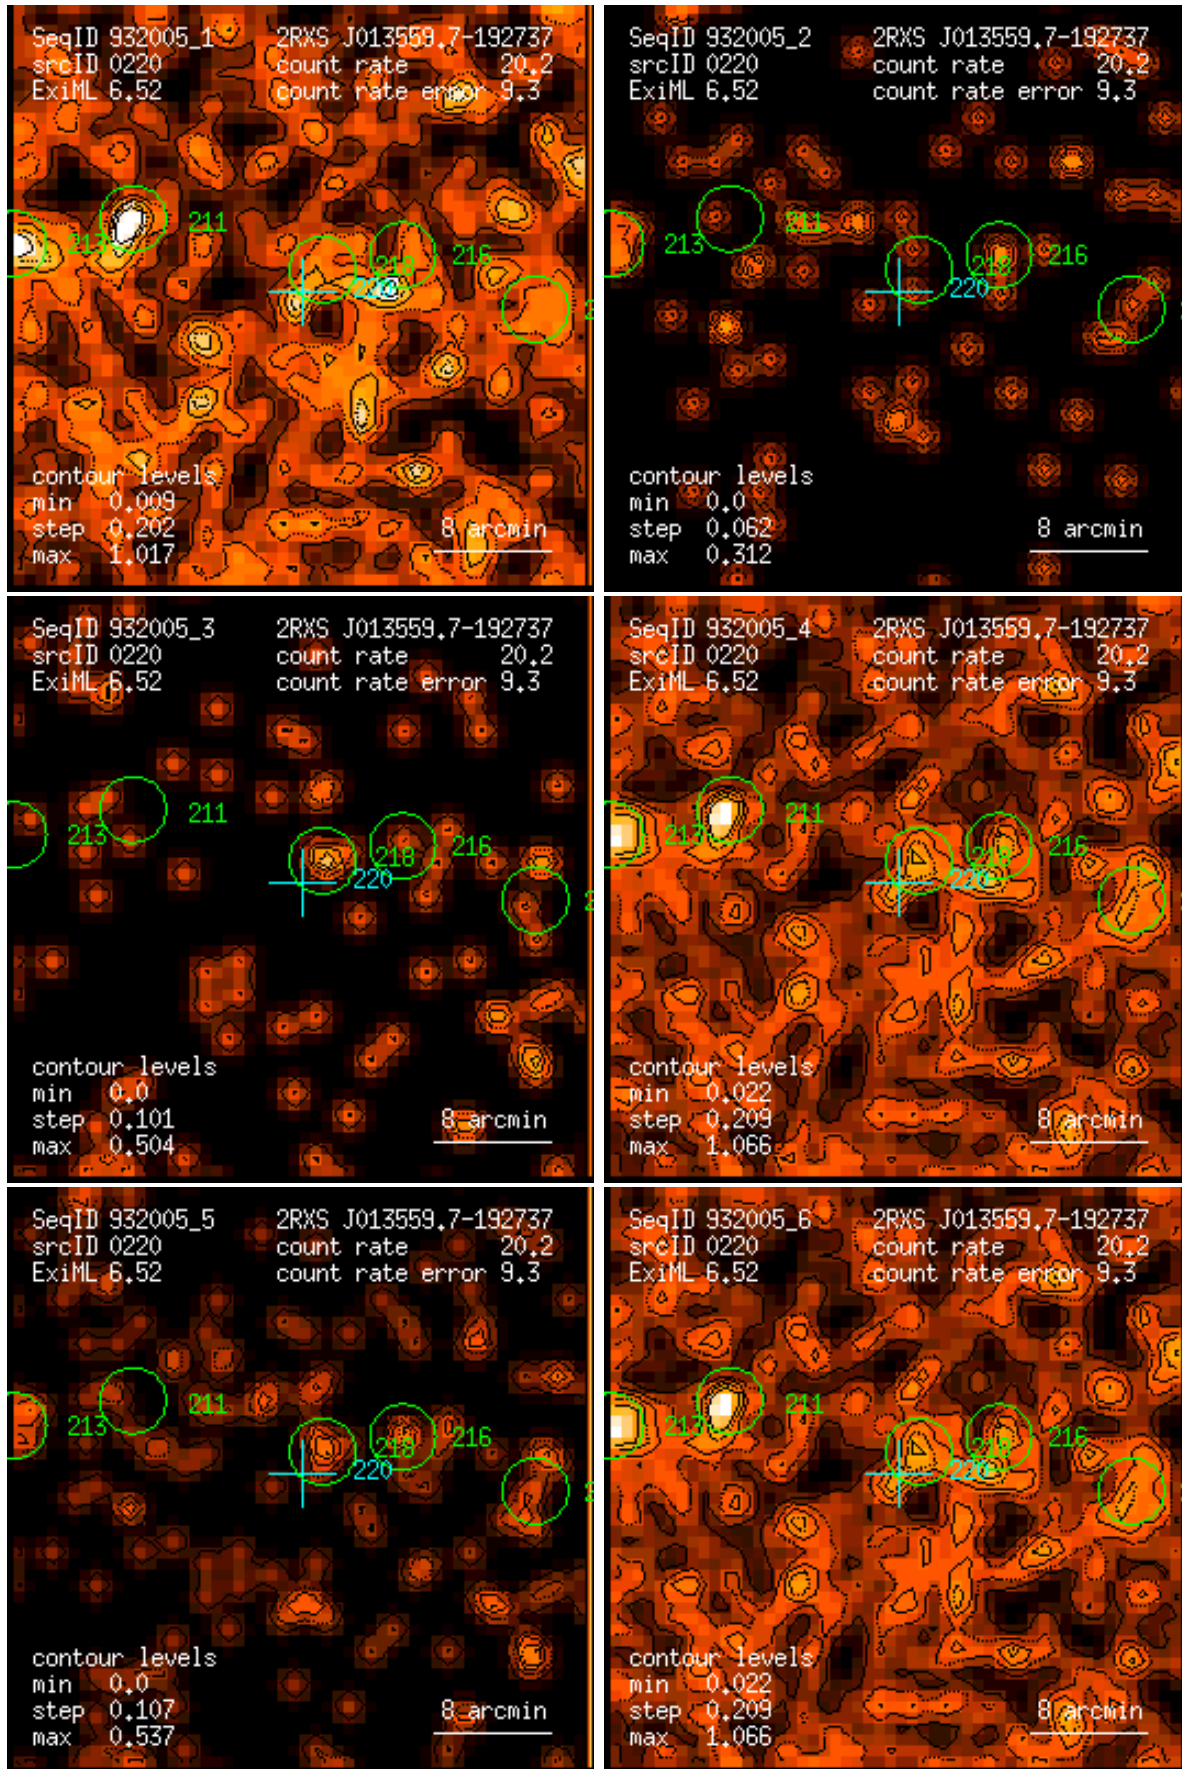 SeqID 932005_1 2RXS J013559.7-192737
srcID 0220 count rate 20.2
ExiML 6.52 count rate error 9.3
211
213
216
218
220
2
contour levels
min 0.009
step 0.202
max 1.017
8 arcmin
SeqID 932005_2 2RXS J013559.7-192737
srcID 0220 count rate 20.2
ExiML 6.52 count rate error 9.3
211
213
216
218
220
contour levels
min 0.0
step 0.062
max 0.312
8 arcmin
SeqID 932005_3 2RXS J013559.7-192737
srcID 0220 count rate 20.2
ExiML 6.52 count rate error 9.3
211
213
216
218
220
2
contour levels
min 0.0
step 0.101
max 0.504
8 arcmin
SeqID 932005_4 2RXS J013559.7-192737
srcID 0220 count rate 20.2
ExiML 6.52 count rate error 9.3
211
213
216
218
220
contour levels
min 0.022
step 0.209
max 1.066
8 arcmin
SeqID 932005_5 2RXS J013559.7-192737
srcID 0220 count rate 20.2
ExiML 6.52 count rate error 9.3
211
213
216
218
220
2
contour levels
min 0.0
step 0.107
max 0.537
8 arcmin
SeqID 932005_6 2RXS J013559.7-192737
srcID 0220 count rate 20.2
ExiML 6.52 count rate error 9.3
211
213
216
218
220
contour levels
min 0.022
step 0.209
max 1.066
8 arcmin